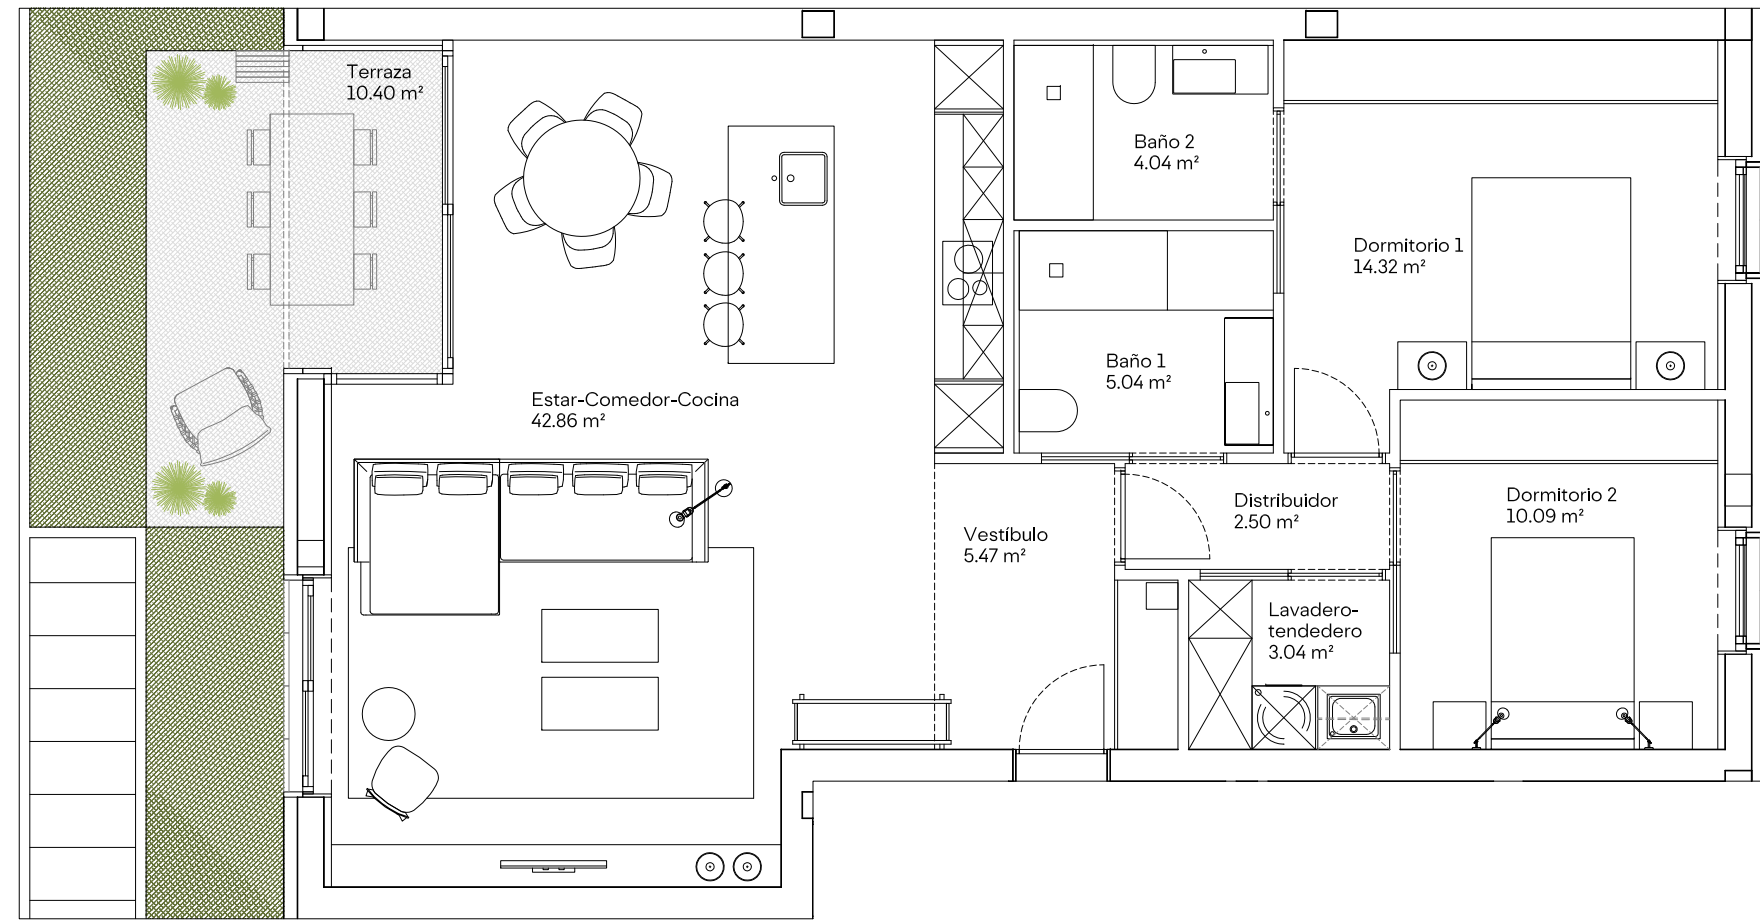 Terraza
10.40 m²
Baño 2
4.04 m²
Dormitorio 1
14.32 m²
Baño 1
5.04 m²
Estar-Comedor-Cocina
42.86 m²
Distribuidor
2.50 m²
Dormitorio 2
10.09 m²
Vestíbulo
5.47 m²
Lavadero-
tendedero
3.04 m²